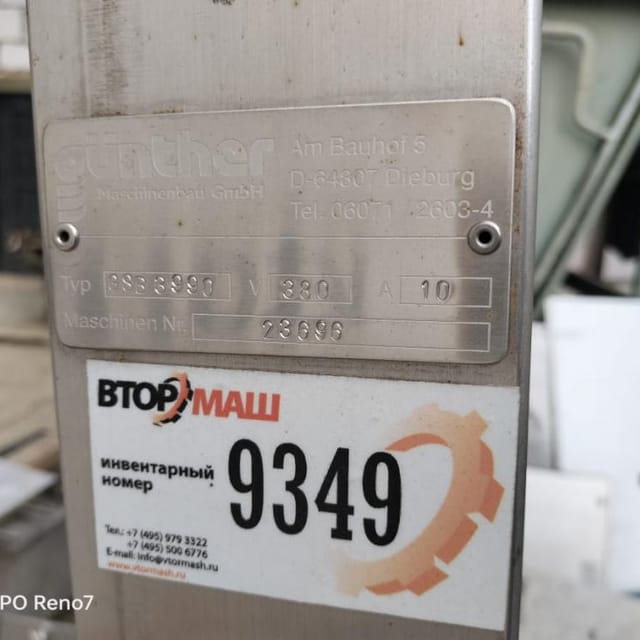 günther
Maschinenbau GmbH
Am Bauhof 5
D-64807 Dieburg
Tel. 06071 2603-4
Typ V 380 A 10
Maschinen Nr. 23696
ВТОРМАШ
инвентарный
номер
9349
Тел.: +7 (495) 979 3322
+7 (495) 500 6776
E-mail: info@vtormash.ru
www.vtormash.ru
PO Reno7